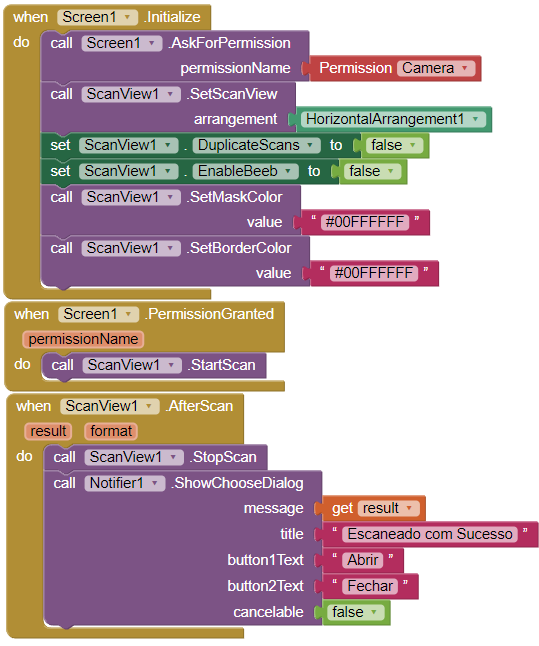 when Screen1 .Initialize
do call Screen1 .AskForPermission
permissionName Permission Camera
call ScanView1 .SetScanView
arrangement HorizontalArrangement1
set ScanView1 . DuplicateScans to false
set ScanView1 . EnableBeeb to false
call ScanView1 .SetMaskColor
value “ #00FFFFFF ”
call ScanView1 .SetBorderColor
value “ #00FFFFFF ”
when Screen1 .PermissionGranted
permissionName
do call ScanView1 .StartScan
when ScanView1 .AfterScan
result format
do call ScanView1 .StopScan
call Notifier1 .ShowChooseDialog
message get result
title “ Escaneado com Sucesso ”
button1Text “ Abrir ”
button2Text “ Fechar ”
cancelable false